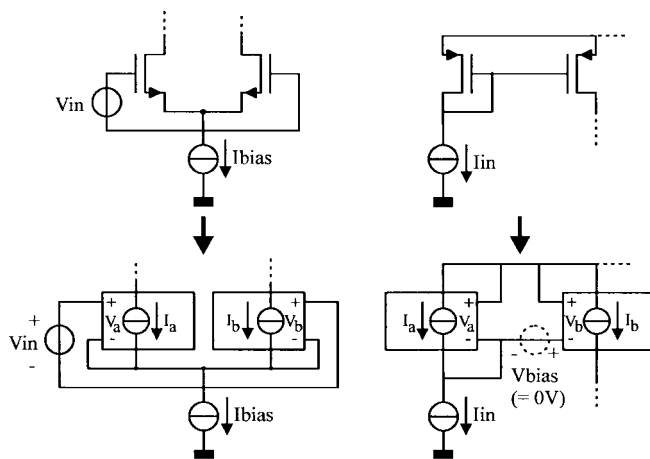 Vin
Ibias
Iin
+
Vin
-
+
Va
-
Ia
Ib
+
Vb
-
Ibias
Ia
+
Va
-
- +
Vbias
(= 0V)
+
Vb
-
Ib
Iin